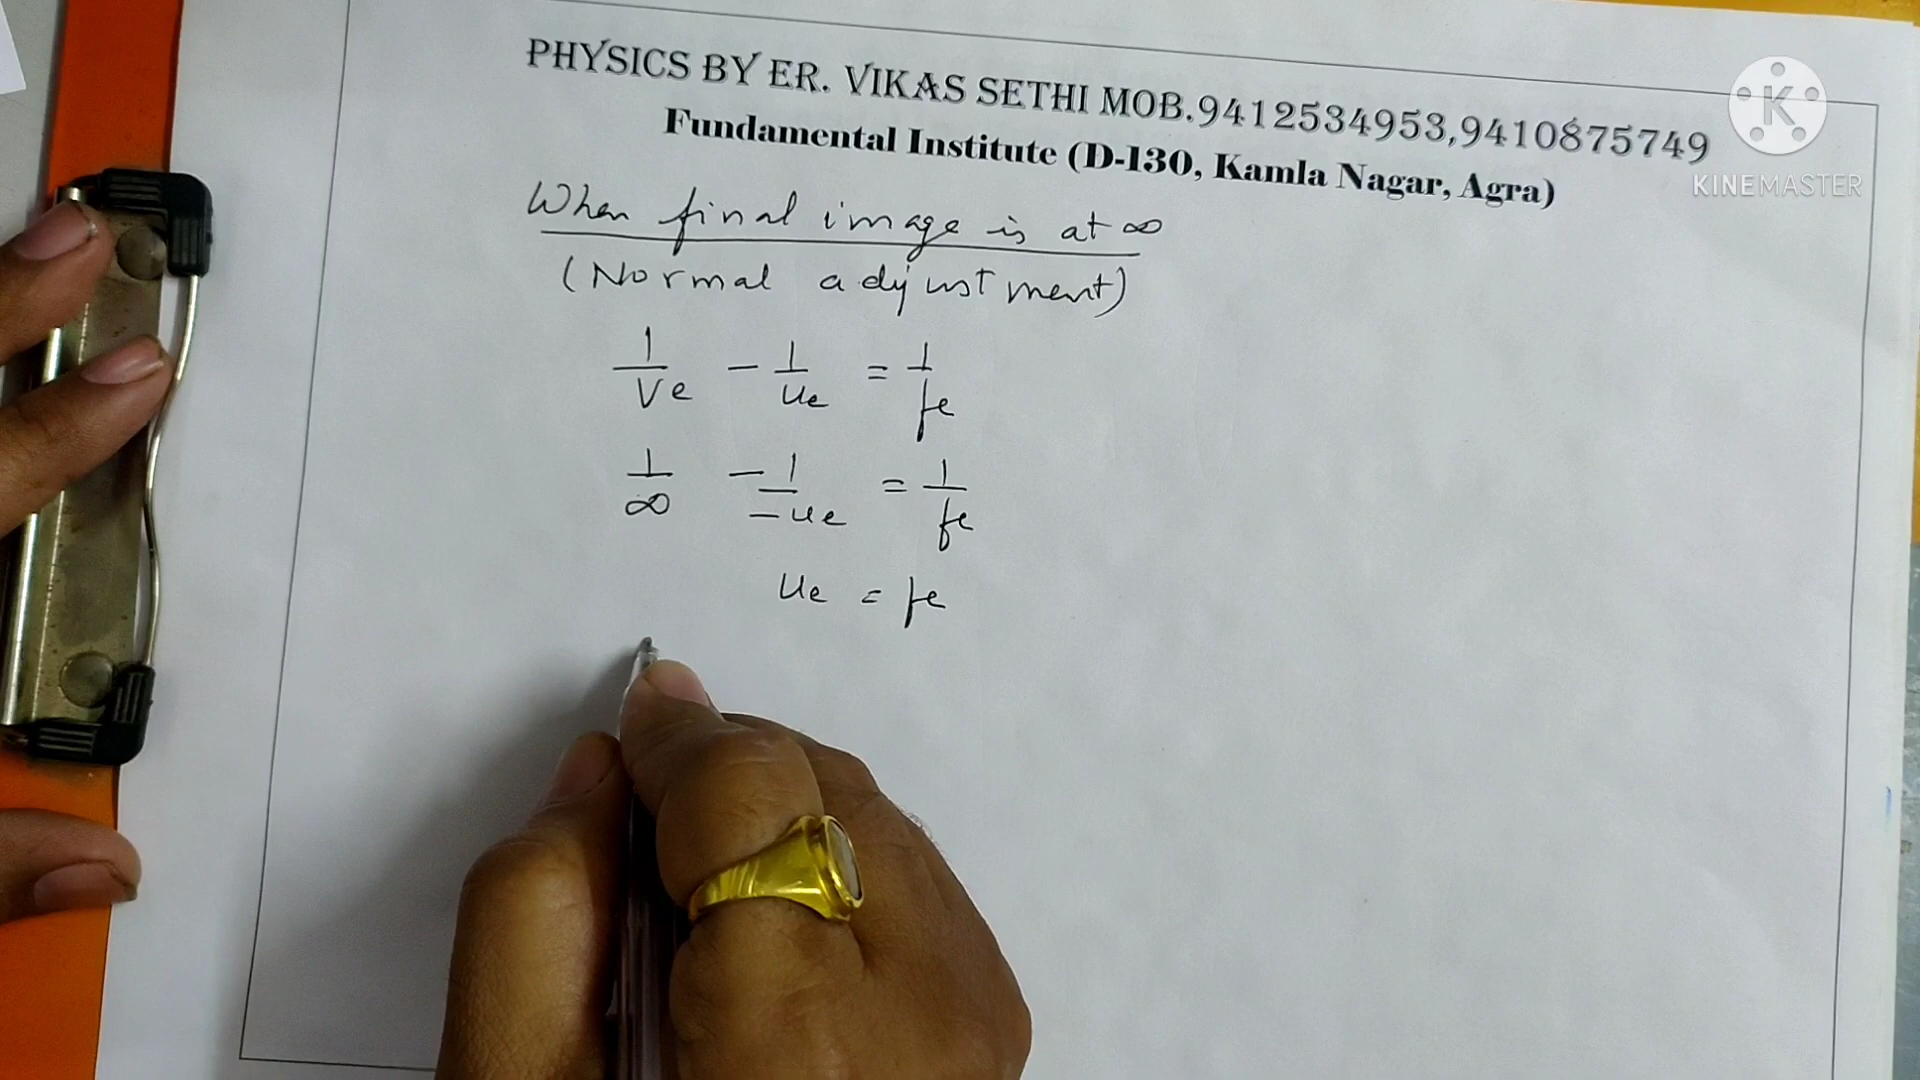 PHYSICS BY ER. VIKAS SETHI MOB.9412534953,9410875749
Fundamental Institute (D-130, Kamla Nagar, Agra)
K
KINEMASTER
When final image is at ∞
(Normal adjustment)
1/Ve - 1/ue = 1/fe
1/∞ - 1/-ue = 1/fe
ue = fe